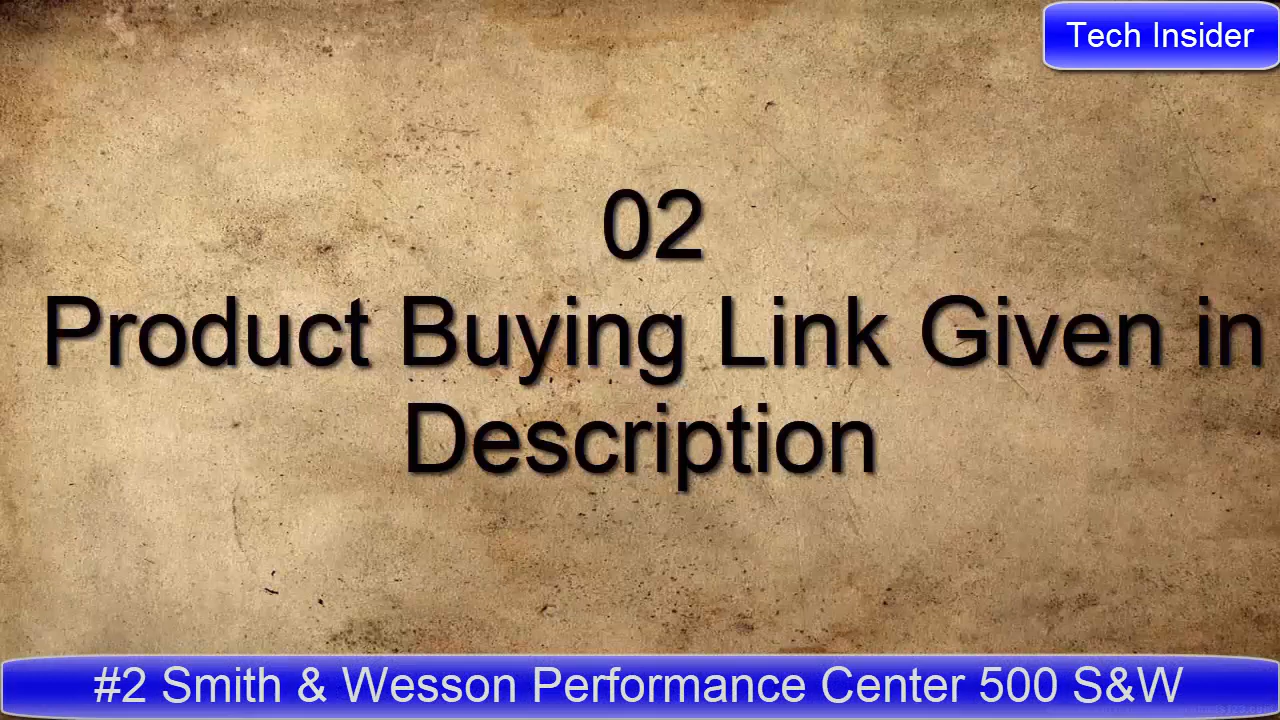 Tech Insider
02
Product Buying Link Given in
Description
#2 Smith & Wesson Performance Center 500 S&W